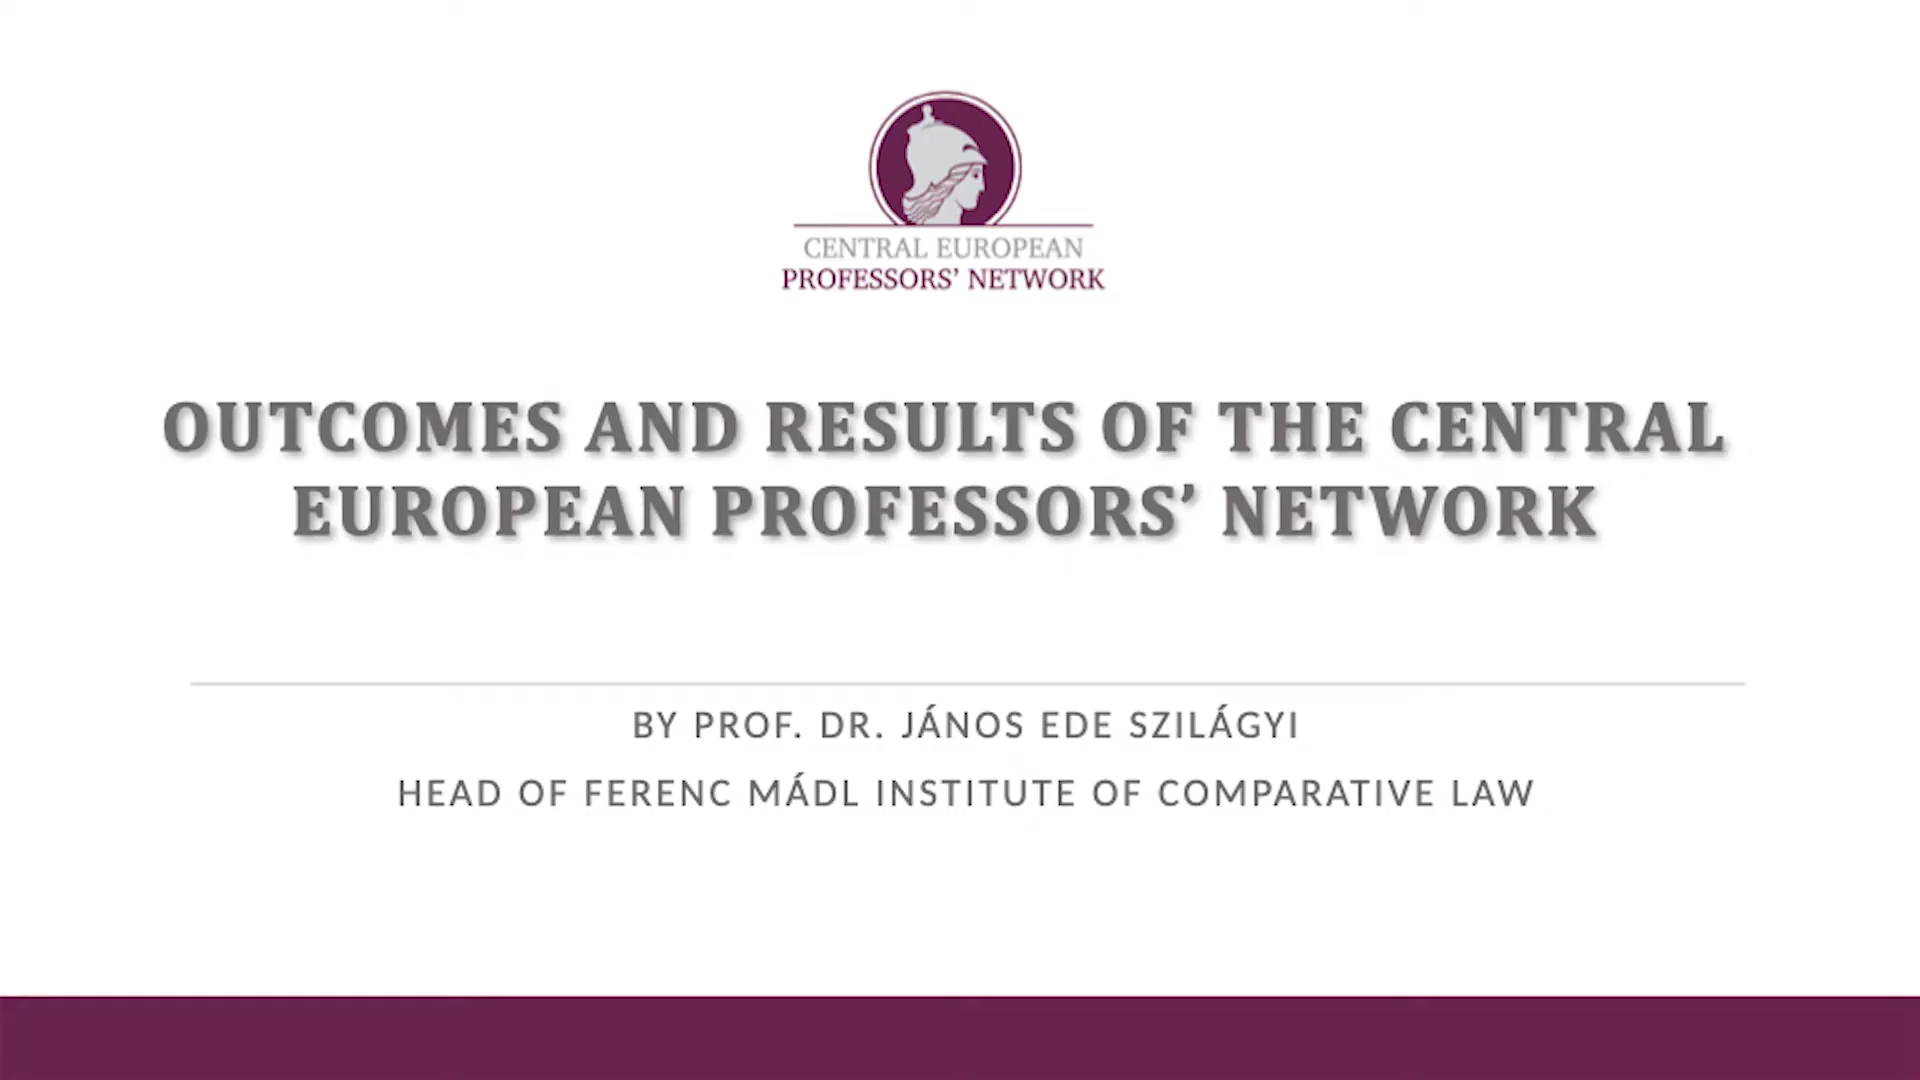 CENTRAL EUROPEAN
PROFESSORS’ NETWORK
OUTCOMES AND RESULTS OF THE CENTRAL
EUROPEAN PROFESSORS’ NETWORK
BY PROF. DR. JÁNOS EDE SZILÁGYI
HEAD OF FERENC MÁDL INSTITUTE OF COMPARATIVE LAW